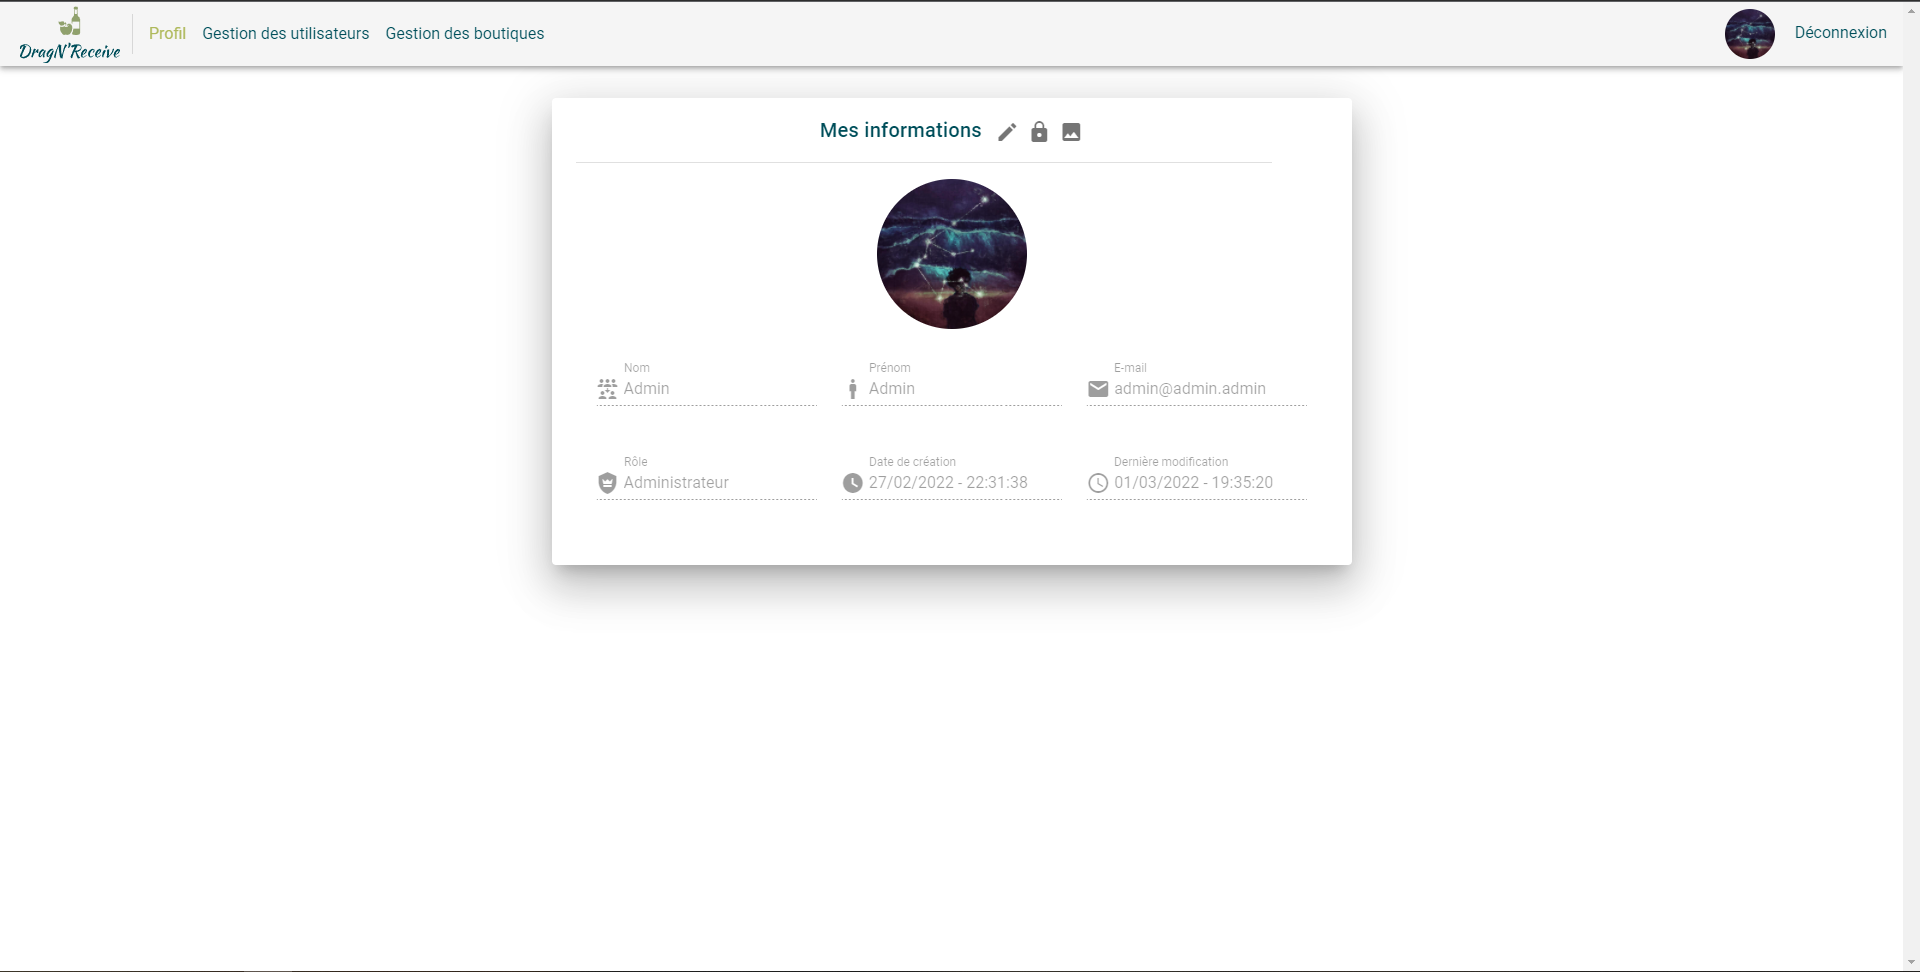 DragN'Receive
Profil Gestion des utilisateurs Gestion des boutiques Déconnexion
Mes informations
Nom Prénom E-mail
Admin Admin admin@admin.admin
Rôle Date de création Dernière modification
Administrateur 27/02/2022 - 22:31:38 01/03/2022 - 19:35:20